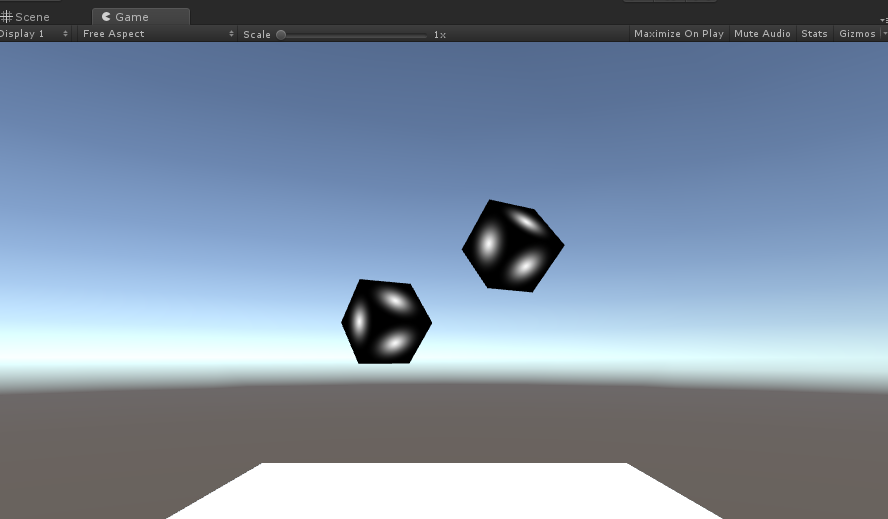 Scene Game
Display 1 Free Aspect Scale 1x Maximize On Play Mute Audio Stats Gizmos